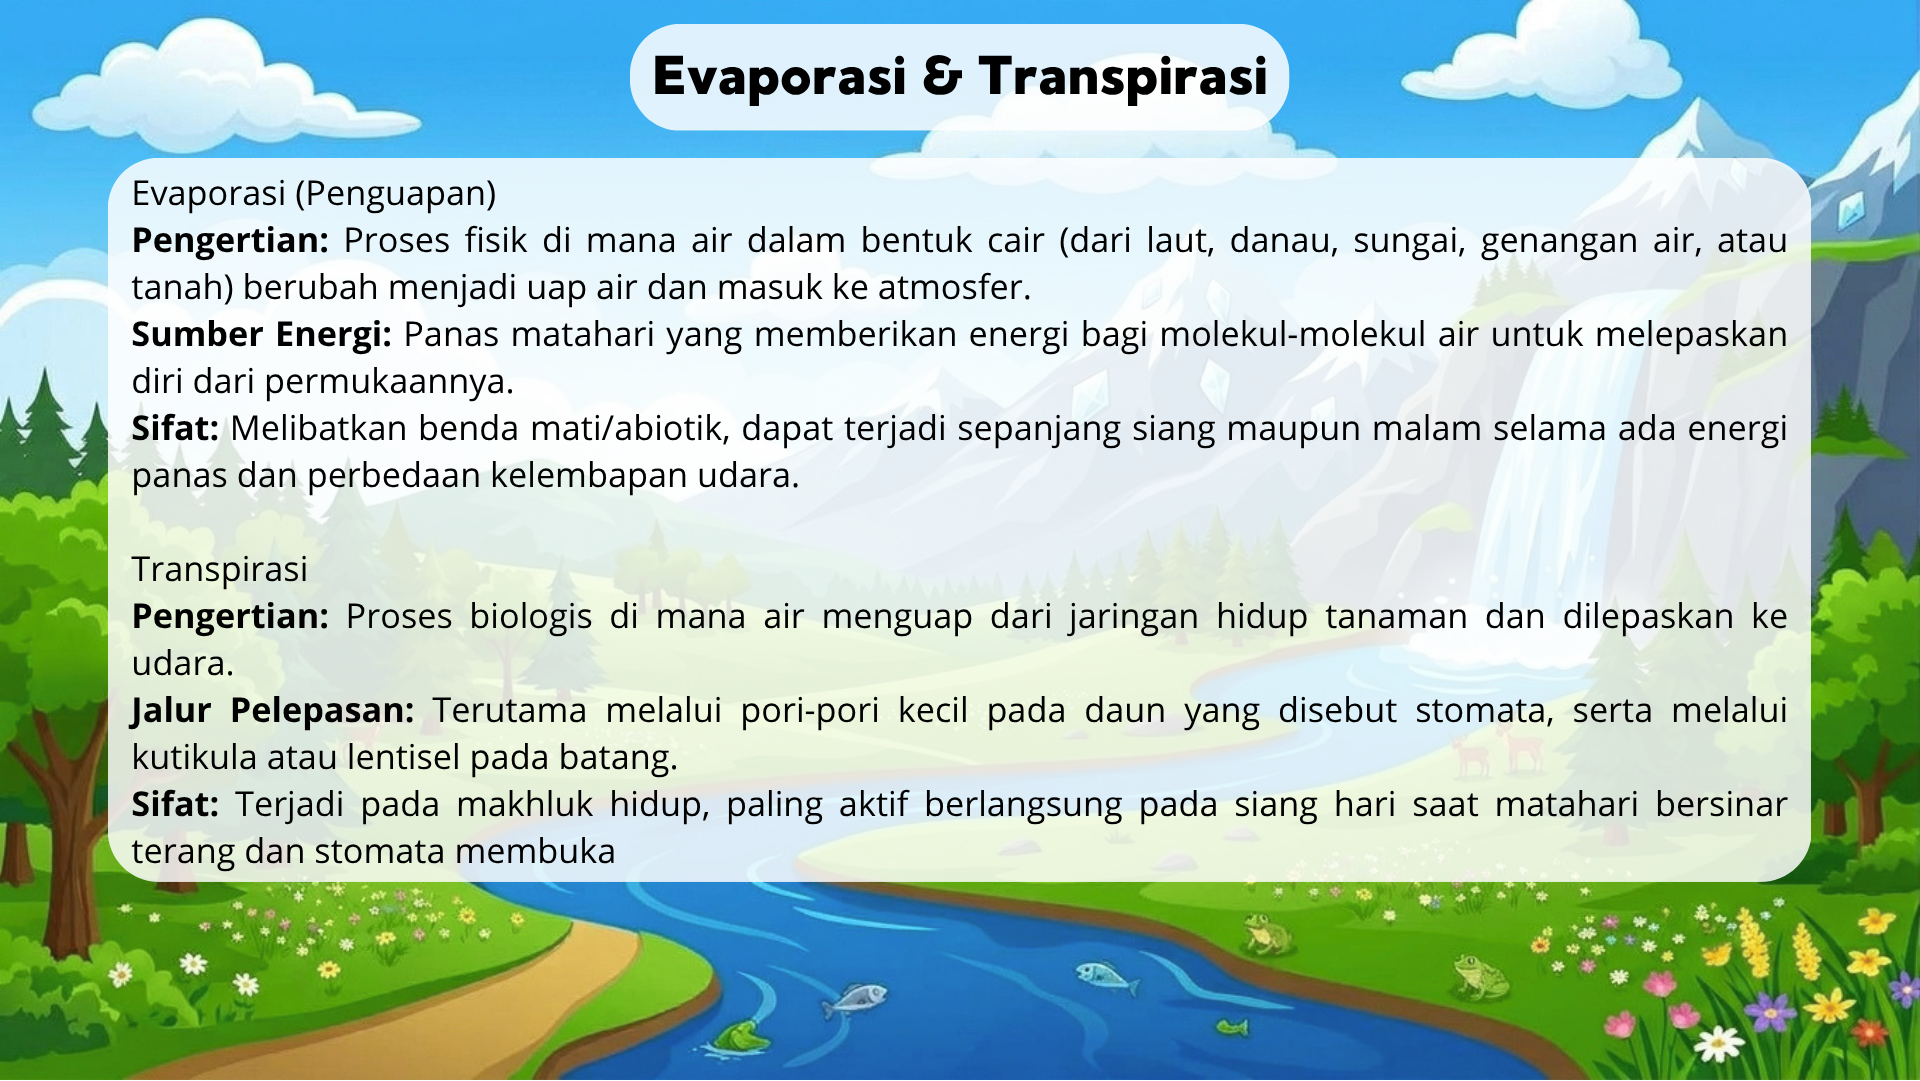 Evaporasi & Transpirasi
Evaporasi (Penguapan)
Pengertian: Proses fisik di mana air dalam bentuk cair (dari laut, danau, sungai, genangan air, atau
tanah) berubah menjadi uap air dan masuk ke atmosfer.
Sumber Energi: Panas matahari yang memberikan energi bagi molekul-molekul air untuk melepaskan
diri dari permukaannya.
Sifat: Melibatkan benda mati/abiotik, dapat terjadi sepanjang siang maupun malam selama ada energi
panas dan perbedaan kelembapan udara.
Transpirasi
Pengertian: Proses biologis di mana air menguap dari jaringan hidup tanaman dan dilepaskan ke
udara.
Jalur Pelepasan: Terutama melalui pori-pori kecil pada daun yang disebut stomata, serta melalui
kutikula atau lentisel pada batang.
Sifat: Terjadi pada makhluk hidup, paling aktif berlangsung pada siang hari saat matahari bersinar
terang dan stomata membuka